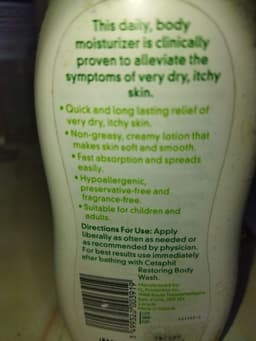 This daily, body
moisturizer is clinically
proven to alleviate the
symptoms of very dry, itchy
skin.
• Quick and long lasting relief of
very dry, itchy skin.
• Non-greasy, creamy lotion that
makes skin soft and smooth.
• Fast absorption and spreads
easily.
• Hypoallergenic,
preservative-free and
fragrance-free.
• Suitable for children and
adults.
Directions For Use: Apply
liberally as often as needed or
as recommended by physician.
For best results use immediately
after bathing with Cetaphil
Restoring Body
Wash.
Manufactured by: